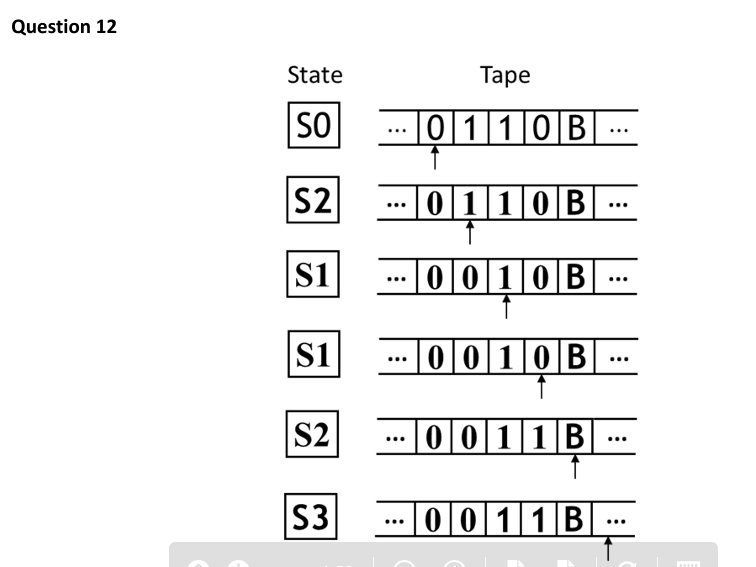 Question 12
State Tape
S0 ... 0 1 1 0 B ...
S2 ... 0 1 1 0 B ...
S1 ... 0 0 1 0 B ...
S1 ... 0 0 1 0 B ...
S2 ... 0 0 1 1 B ...
S3 ... 0 0 1 1 B ...